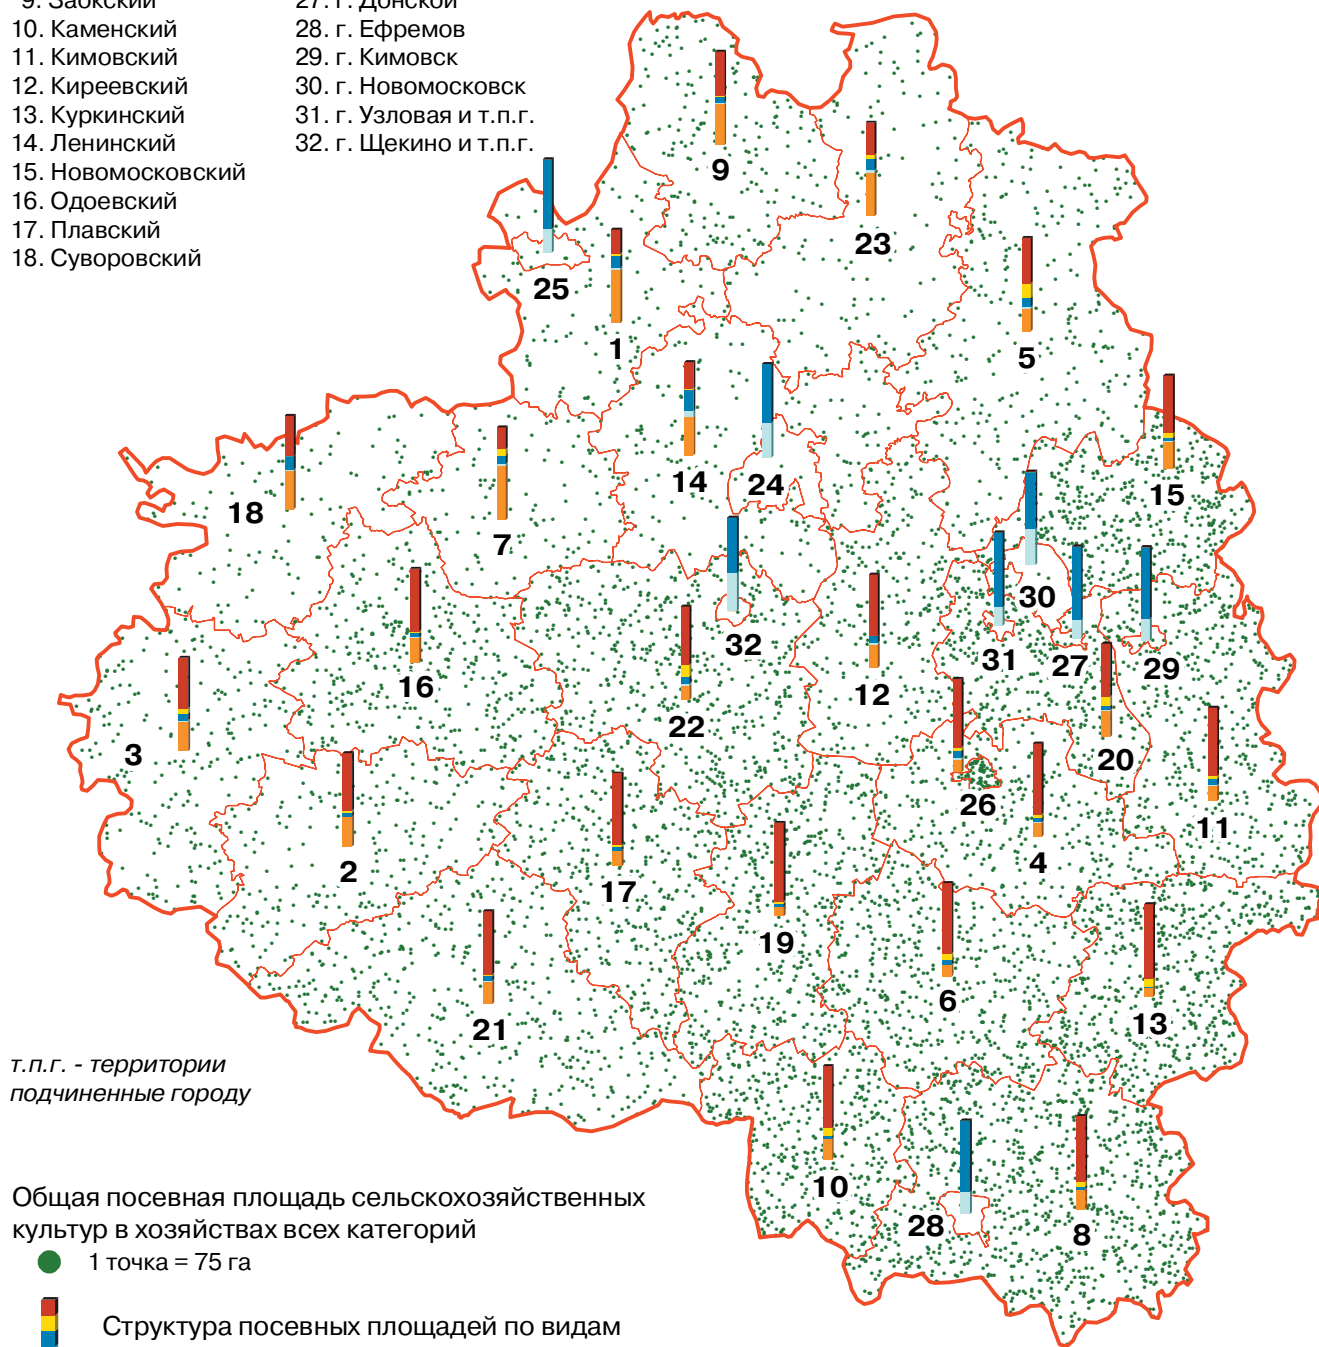 9. Заокский
10. Каменский
11. Кимовский
12. Киреевский
13. Куркинский
14. Ленинский
15. Новомосковский
16. Одоевский
17. Плавский
18. Суворовский
27. г. Донской
28. г. Ефремов
29. г. Кимовск
30. г. Новомосковск
31. г. Узловая и т.п.г.
32. г. Щекино и т.п.г.
9
23
25
1
5
14
24
15
18
7
30
32
31
27
29
16
22
12
3
20
26
11
2
17
4
19
6
13
21
10
28
8
т.п.г. - территории
подчиненные городу
Общая посевная площадь сельскохозяйственных
культур в хозяйствах всех категорий
1 точка = 75 га
Структура посевных площадей по видам